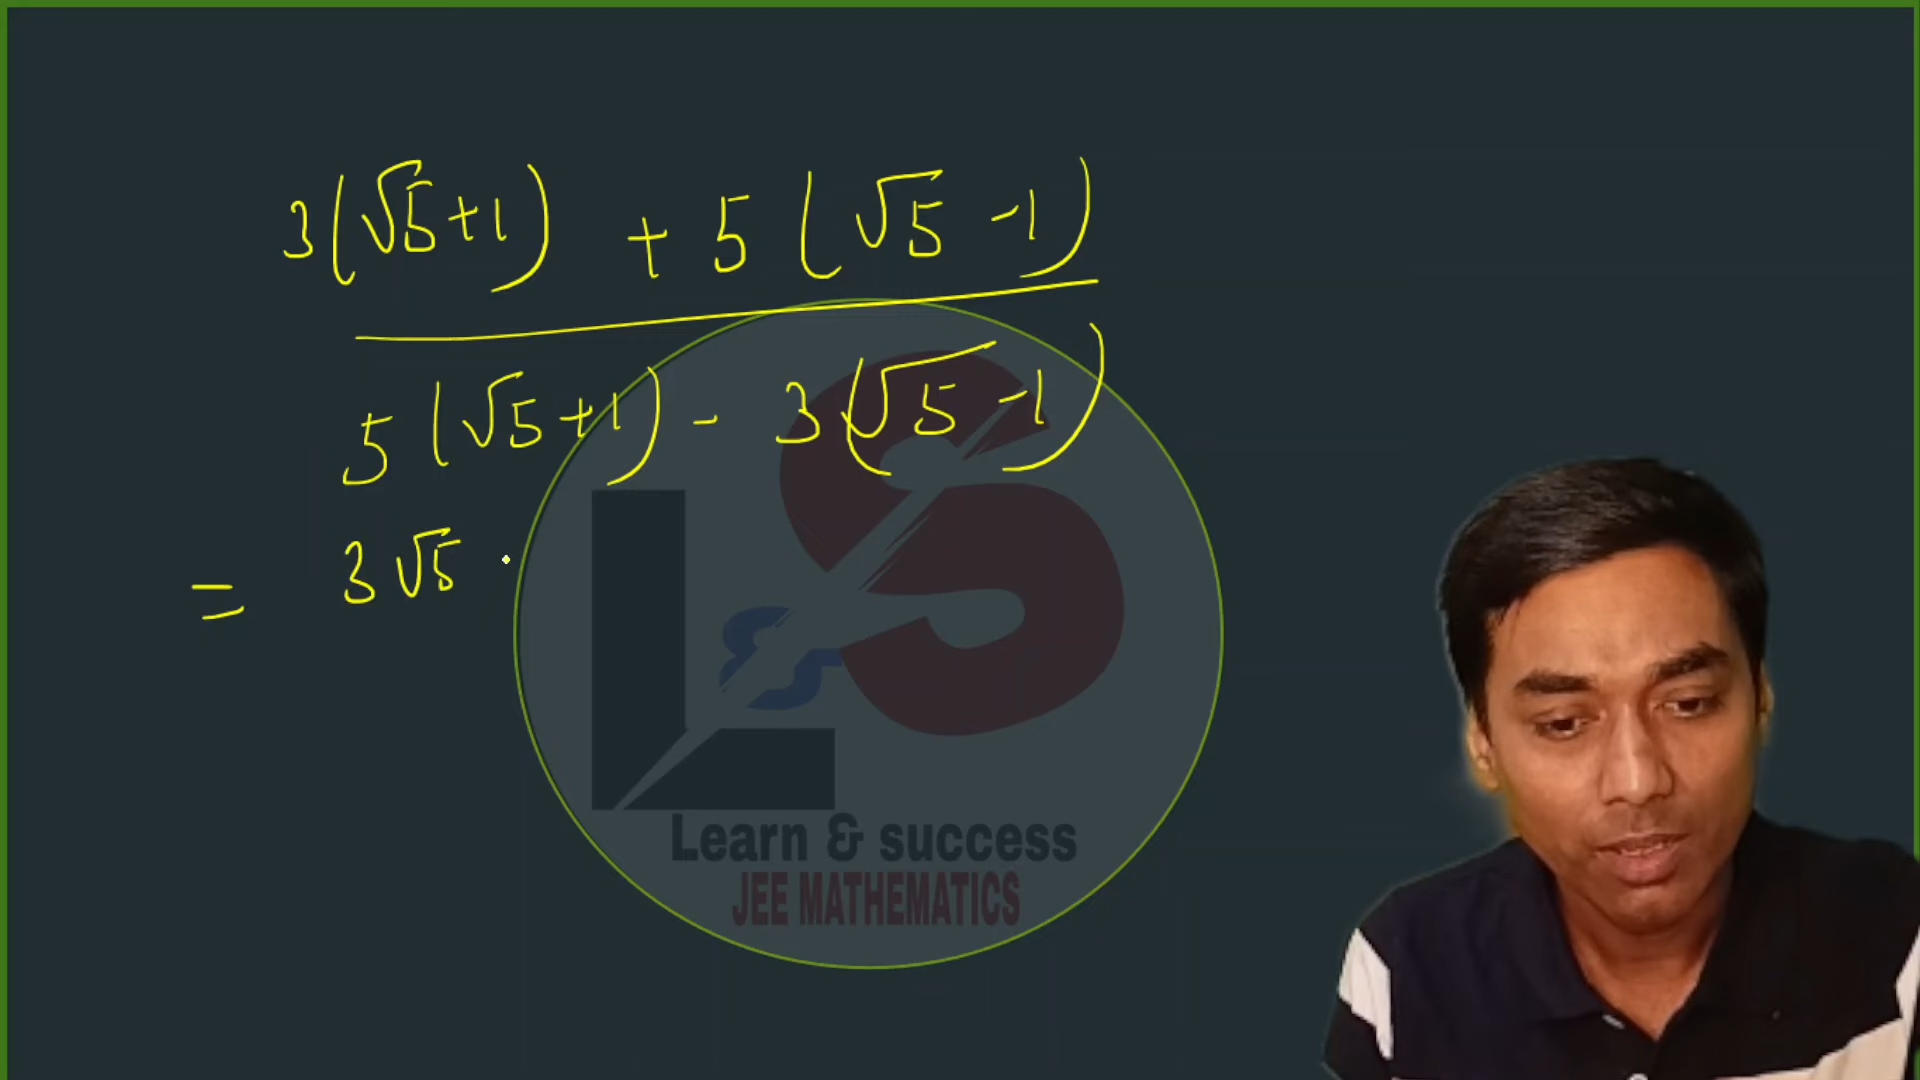 3(√5+1) + 5(√5-1)
5(√5+1) - 3(√5-1)
= 3√5
L&S
Learn & success
JEE MATHEMATICS